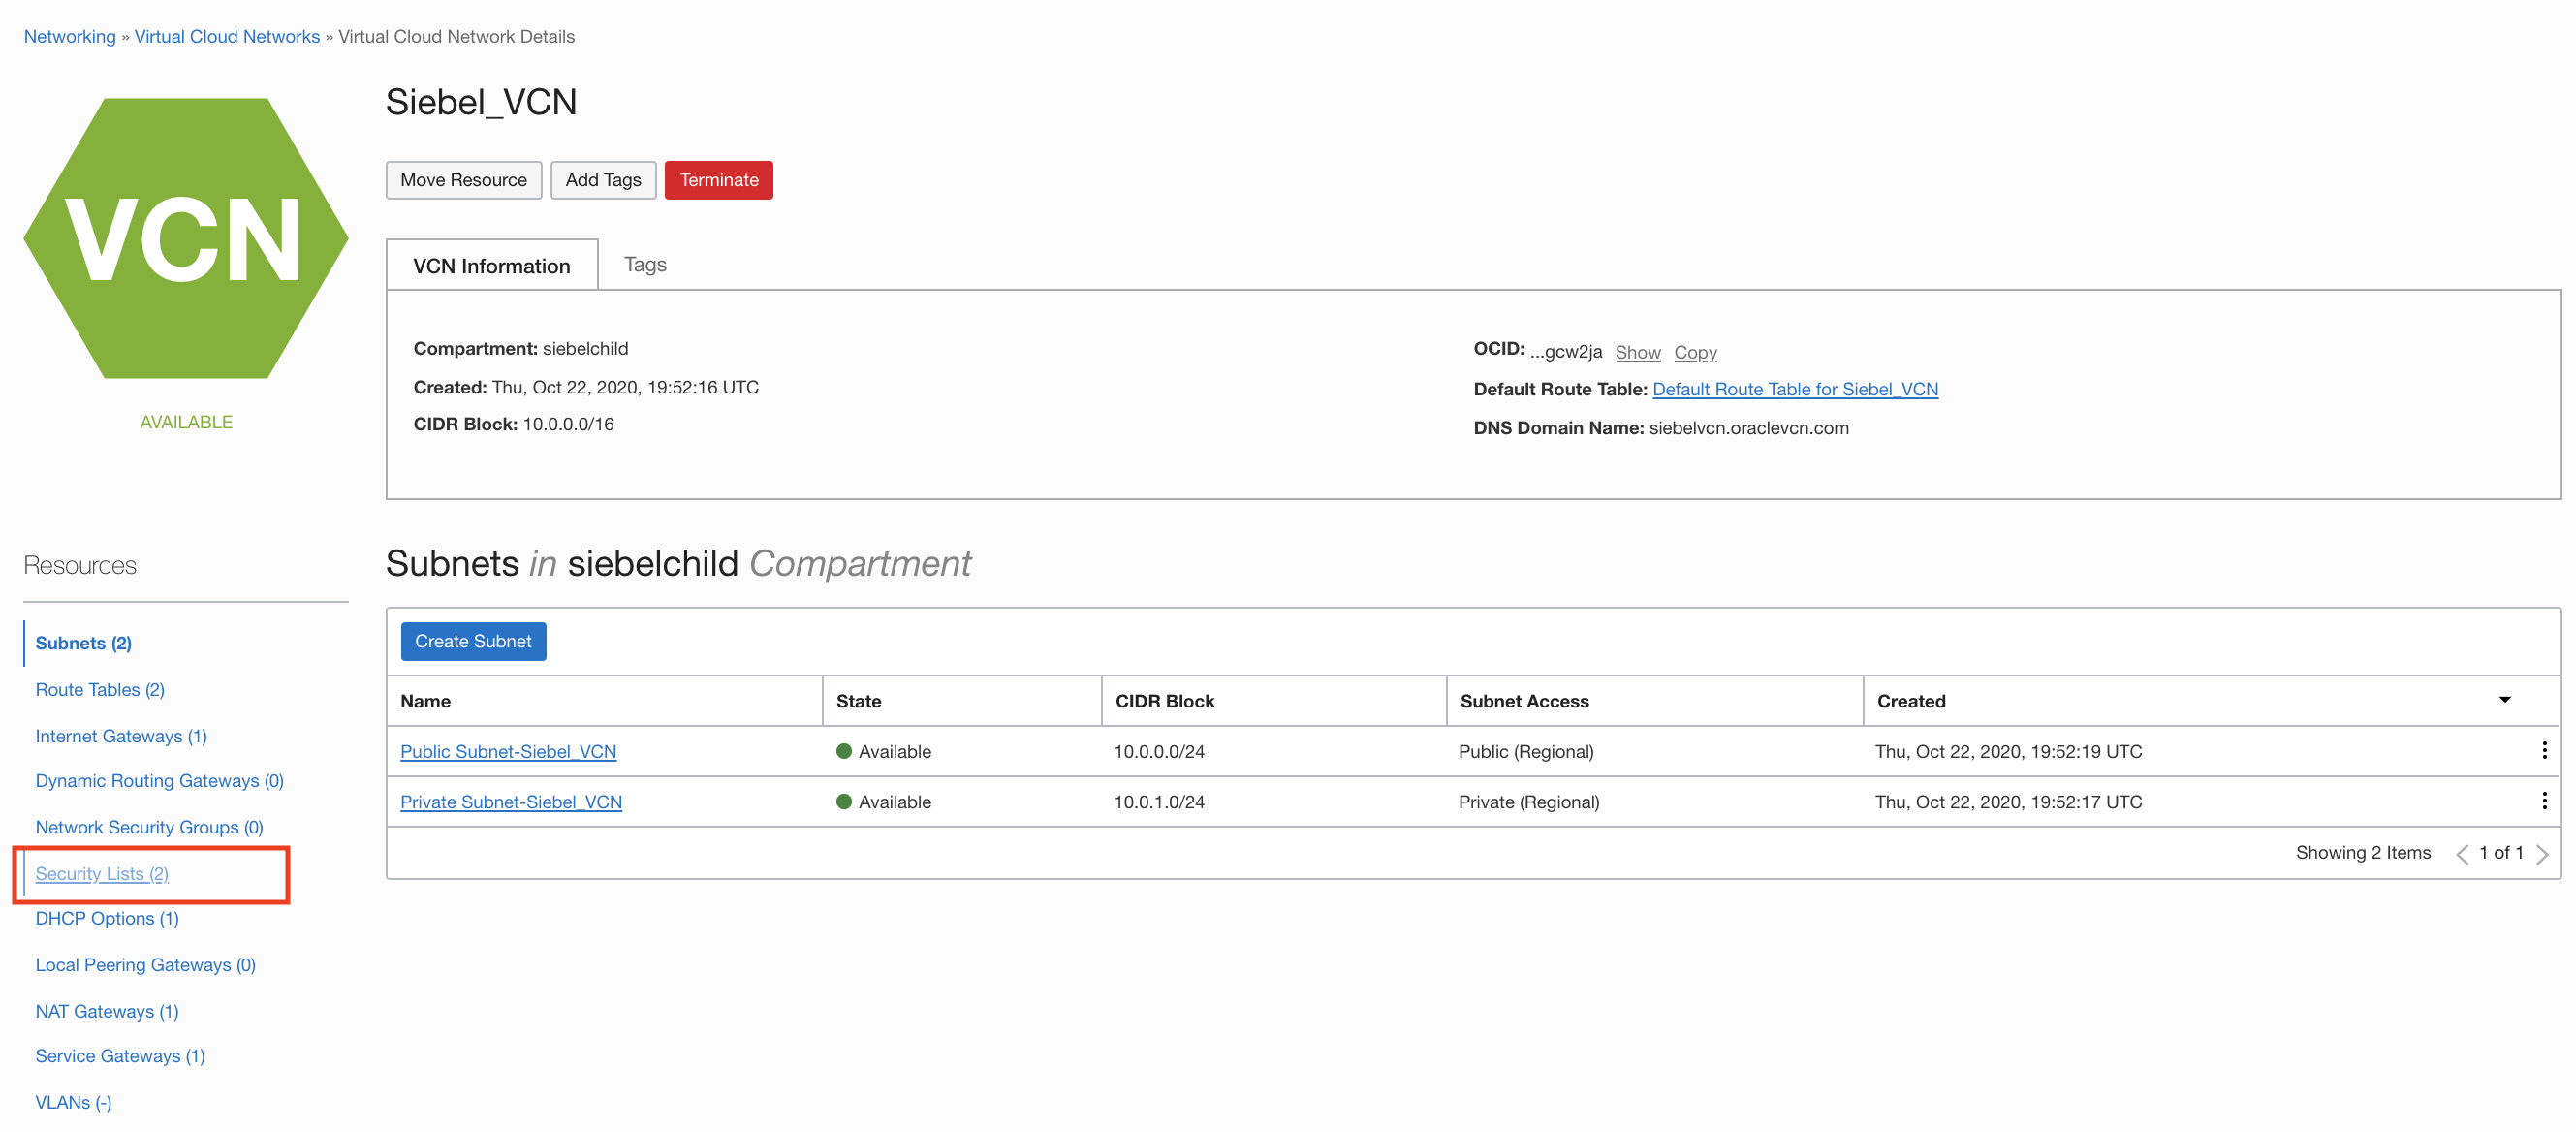 Networking » Virtual Cloud Networks » Virtual Cloud Network Details
VCN
AVAILABLE
Siebel_VCN
Move Resource Add Tags Terminate
VCN Information Tags
Compartment: siebelchild
Created: Thu, Oct 22, 2020, 19:52:16 UTC
CIDR Block: 10.0.0.0/16
OCID: ...gcw2ja Show Copy
Default Route Table: Default Route Table for Siebel_VCN
DNS Domain Name: siebelvcn.oraclevcn.com
Resources
Subnets (2)
Route Tables (2)
Internet Gateways (1)
Dynamic Routing Gateways (0)
Network Security Groups (0)
Security Lists (2)
DHCP Options (1)
Local Peering Gateways (0)
NAT Gateways (1)
Service Gateways (1)
VLANs (-)
Subnets in siebelchild Compartment
Create Subnet
Name State CIDR Block Subnet Access Created
Public Subnet-Siebel_VCN Available 10.0.0.0/24 Public (Regional) Thu, Oct 22, 2020, 19:52:19 UTC
Private Subnet-Siebel_VCN Available 10.0.1.0/24 Private (Regional) Thu, Oct 22, 2020, 19:52:17 UTC
Showing 2 Items < 1 of 1 >